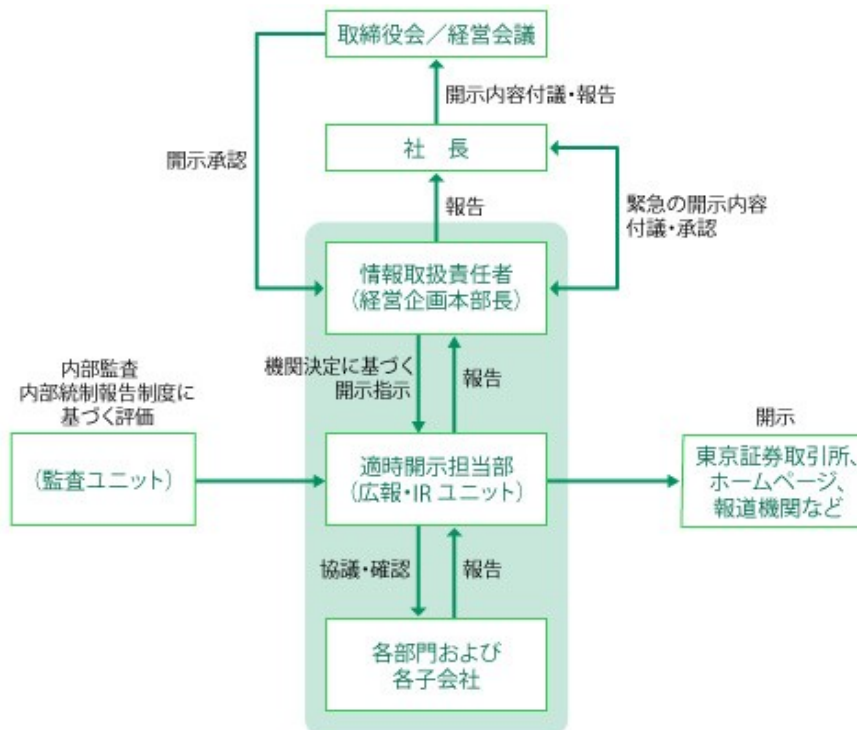 取締役会／経営会議
開示内容付議・報告
社　長
開示承認
報告
緊急の開示内容
付議・承認
情報取扱責任者
（経営企画本部長）
機関決定に基づく
開示指示
報告
内部監査
内部統制報告制度に
基づく評価
（監査ユニット）
適時開示担当部
（広報・IR ユニット）
開示
東京証券取引所、
ホームページ、
報道機関など
協議・確認
報告
各部門および
各子会社